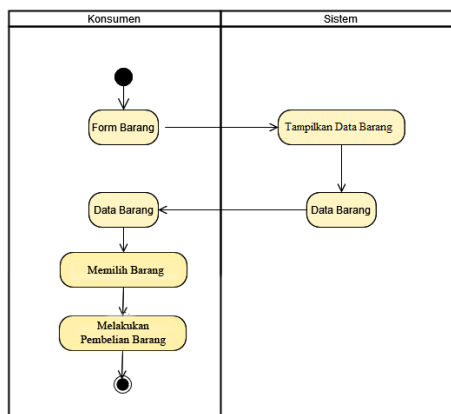 Konsumen
Sistem
Form Barang
Tampilkan Data Barang
Data Barang
Data Barang
Memilih Barang
Melakukan
Pembelian Barang